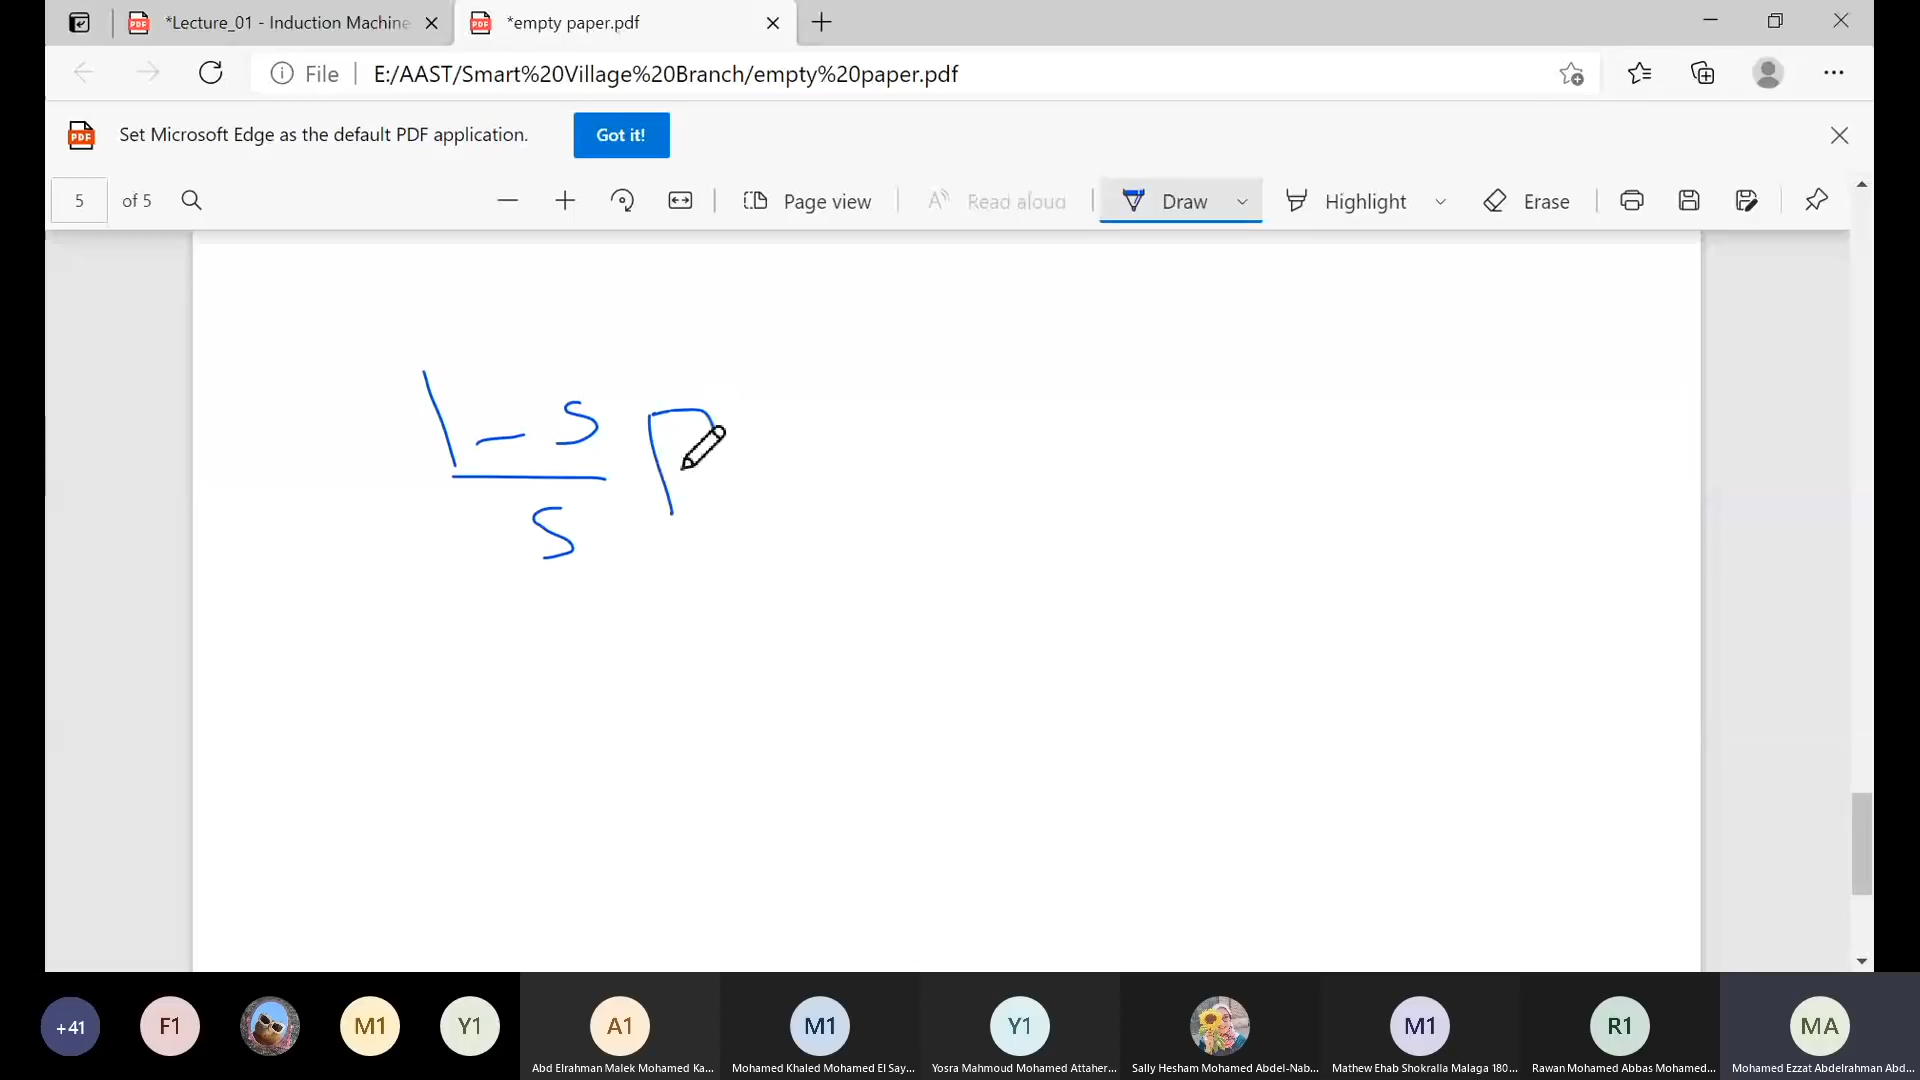 *Lecture_01 - Induction Machine
*empty paper.pdf
File | E:/AAST/Smart%20Village%20Branch/empty%20paper.pdf
PDF Set Microsoft Edge as the default PDF application. Got it!
5 of 5 Page view Read aloud Draw Highlight Erase
1 - s
s
+41 F1 M1 Y1 A1 M1 Y1 M1 R1 MA
Abd Elrahman Malek Mohamed Ka... Mohamed Khaled Mohamed El Say... Yosra Mahmoud Mohamed Attaher... Sally Hesham Mohamed Abdel-Nab... Mathew Ehab Shokralla Malaga 180... Rawan Mohamed Abbas Mohamed... Mohamed Ezzat Abdelrahman Abd...